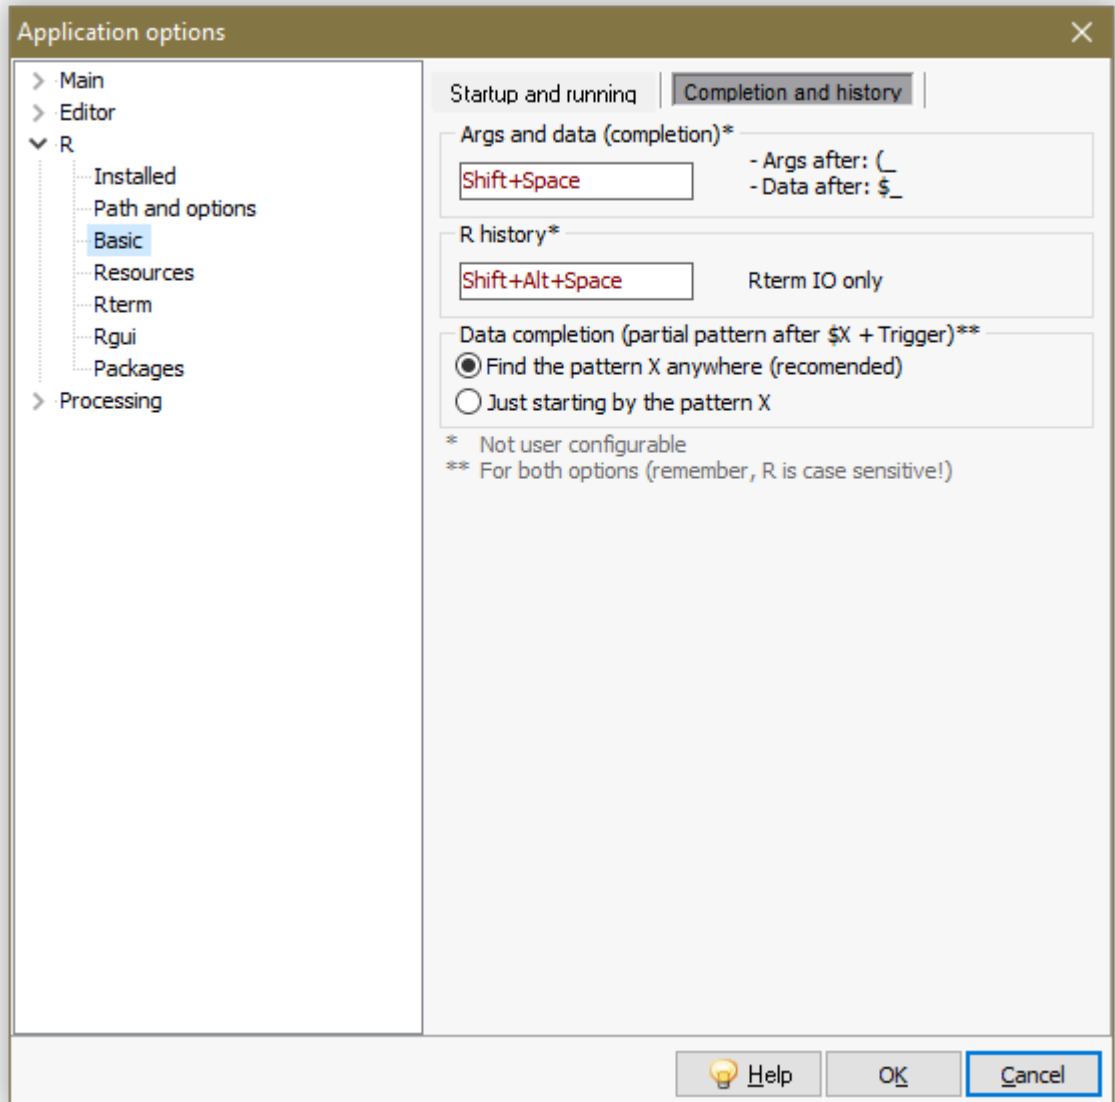 Application options
Main
Editor
R
Installed
Path and options
Basic
Resources
Rterm
Rgui
Packages
Processing
Startup and running
Completion and history
Args and data (completion)*
Shift+Space
- Args after: (_
- Data after: $_
R history*
Shift+Alt+Space
Rterm IO only
Data completion (partial pattern after $X + Trigger)**
Find the pattern X anywhere (recomended)
Just starting by the pattern X
* Not user configurable
** For both options (remember, R is case sensitive!)
Help
OK
Cancel